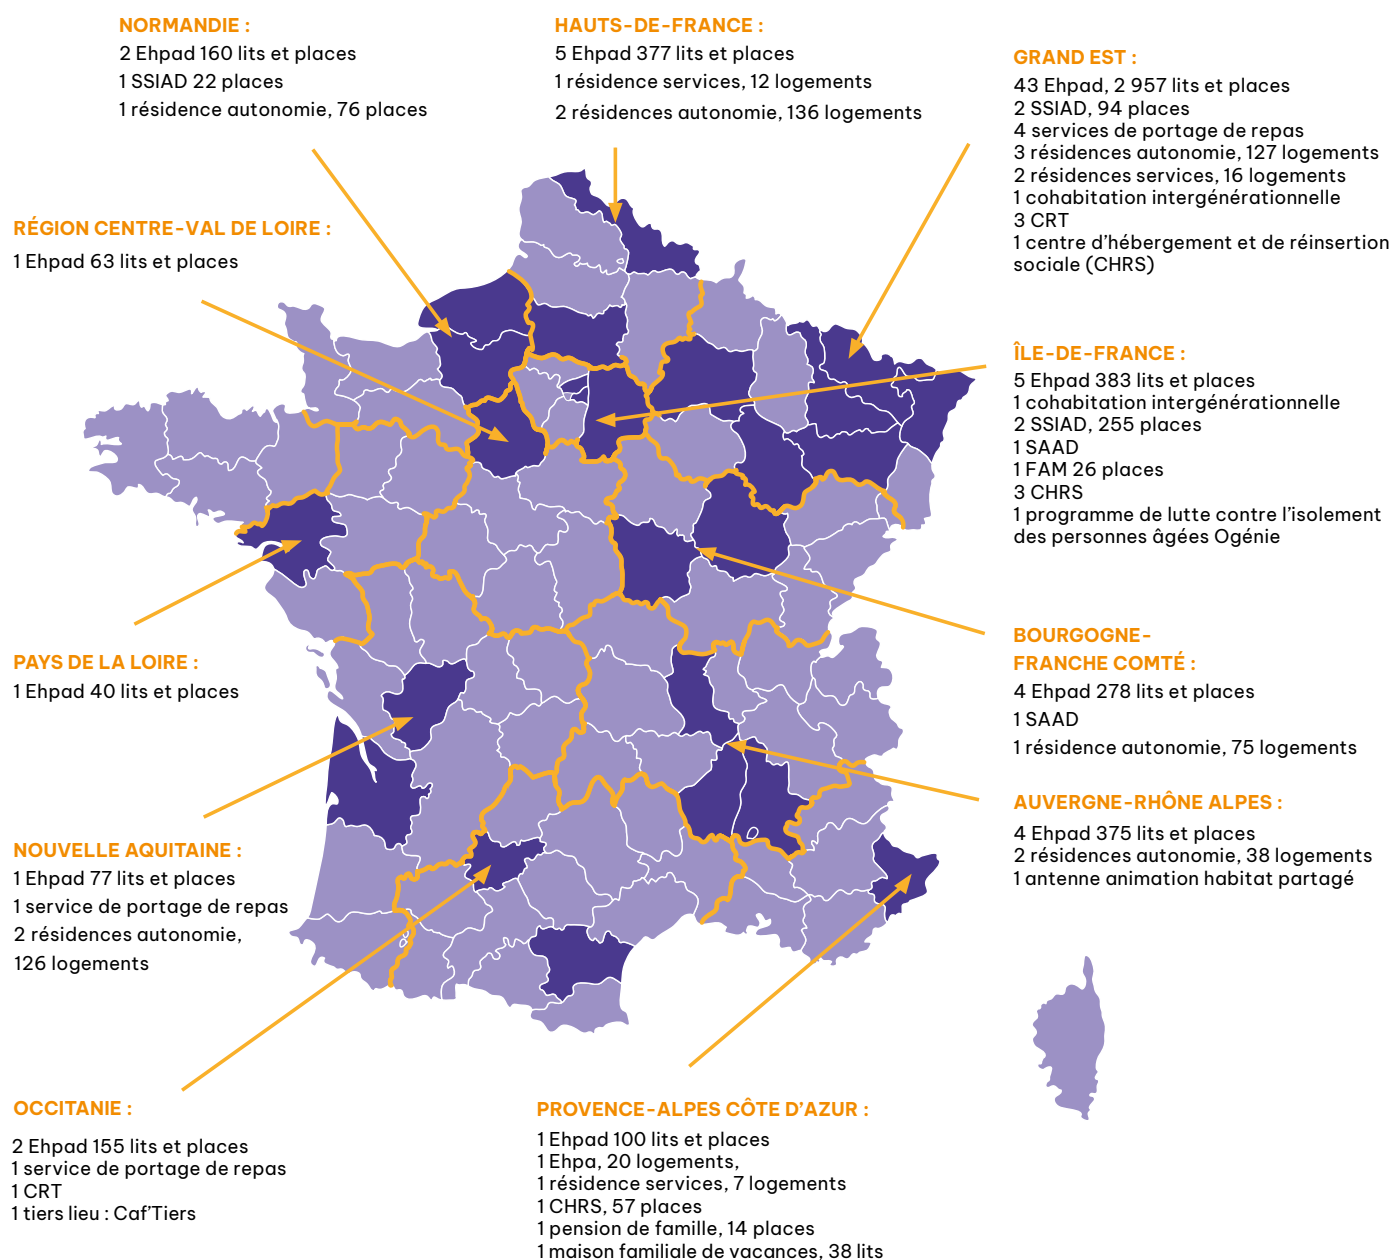 NORMANDIE :
2 Ehpad 160 lits et places
1 SSIAD 22 places
1 résidence autonomie, 76 places
HAUTS-DE-FRANCE :
5 Ehpad 377 lits et places
1 résidence services, 12 logements
2 résidences autonomie, 136 logements
GRAND EST :
43 Ehpad, 2 957 lits et places
2 SSIAD, 94 places
4 services de portage de repas
3 résidences autonomie, 127 logements
2 résidences services, 16 logements
1 cohabitation intergénérationnelle
3 CRT
1 centre d’hébergement et de réinsertion
sociale (CHRS)
RÉGION CENTRE-VAL DE LOIRE :
1 Ehpad 63 lits et places
ÎLE-DE-FRANCE :
5 Ehpad 383 lits et places
1 cohabitation intergénérationnelle
2 SSIAD, 255 places
1 SAAD
1 FAM 26 places
3 CHRS
1 programme de lutte contre l’isolement
des personnes âgées Ogénie
PAYS DE LA LOIRE :
1 Ehpad 40 lits et places
BOURGOGNE-
FRANCHE COMTÉ :
4 Ehpad 278 lits et places
1 SAAD
1 résidence autonomie, 75 logements
AUVERGNE-RHÔNE ALPES :
4 Ehpad 375 lits et places
2 résidences autonomie, 38 logements
1 antenne animation habitat partagé
NOUVELLE AQUITAINE :
1 Ehpad 77 lits et places
1 service de portage de repas
2 résidences autonomie,
126 logements
OCCITANIE :
2 Ehpad 155 lits et places
1 service de portage de repas
1 CRT
1 tiers lieu : Caf’Tiers
PROVENCE-ALPES CÔTE D’AZUR :
1 Ehpad 100 lits et places
1 Ehpa, 20 logements,
1 résidence services, 7 logements
1 CHRS, 57 places
1 pension de famille, 14 places
1 maison familiale de vacances, 38 lits